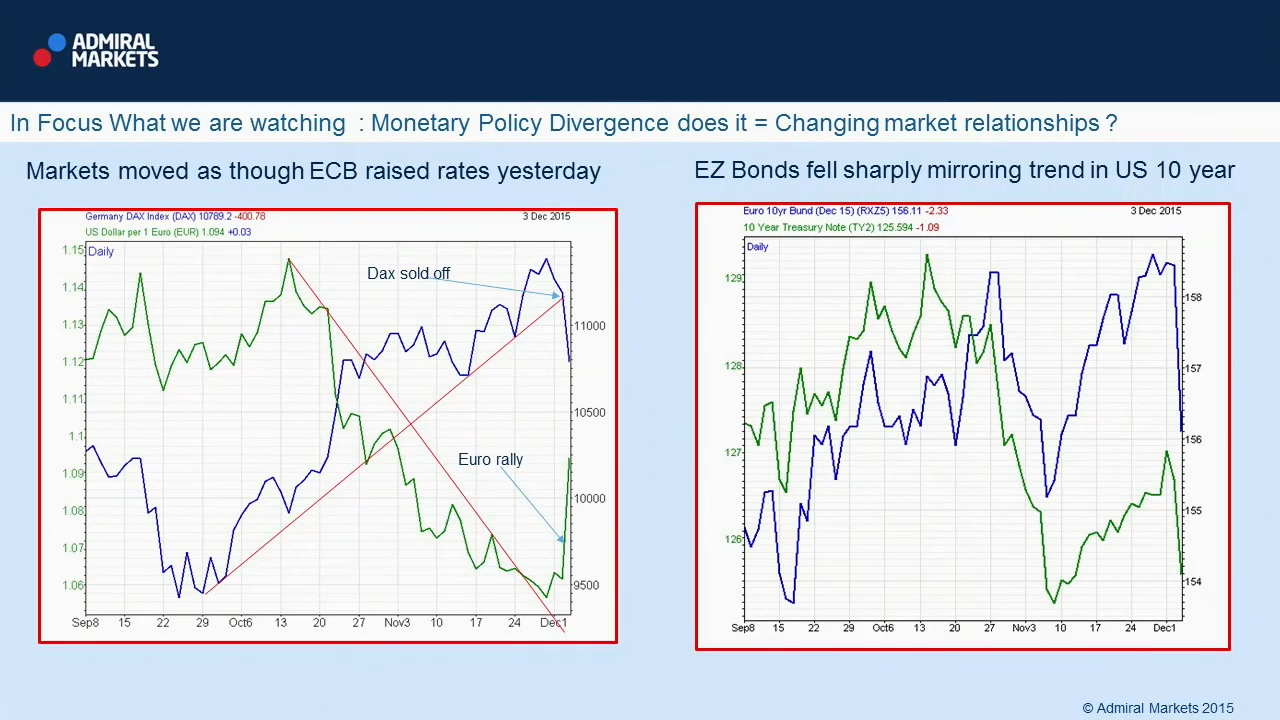 ADMIRAL
MARKETS
In Focus What we are watching : Monetary Policy Divergence does it = Changing market relationships ?
Markets moved as though ECB raised rates yesterday
Germany DAX Index (DAX) 10789.2 -400.78
3 Dec 2015
US Dollar per 1 Euro (EUR) 1.094 +0.03
Daily
1.15
1.14
1.13
1.12
1.11
1.1
1.09
1.08
1.07
1.06
Dax sold off
Euro rally
11000
10500
10000
9500
Sep8 15 22 29 Oct6 13 20 27 Nov3 10 17 24 Dec1
EZ Bonds fell sharply mirroring trend in US 10 year
Euro 10yr Bund (Dec 15) (RXZ5) 156.11 -2.33
3 Dec 2015
10 Year Treasury Note (TY2) 125.594 -1.09
Daily
129
128
127
126
158
157
156
155
154
Sep8 15 22 29 Oct6 13 20 27 Nov3 10 17 24 Dec1
© Admiral Markets 2015